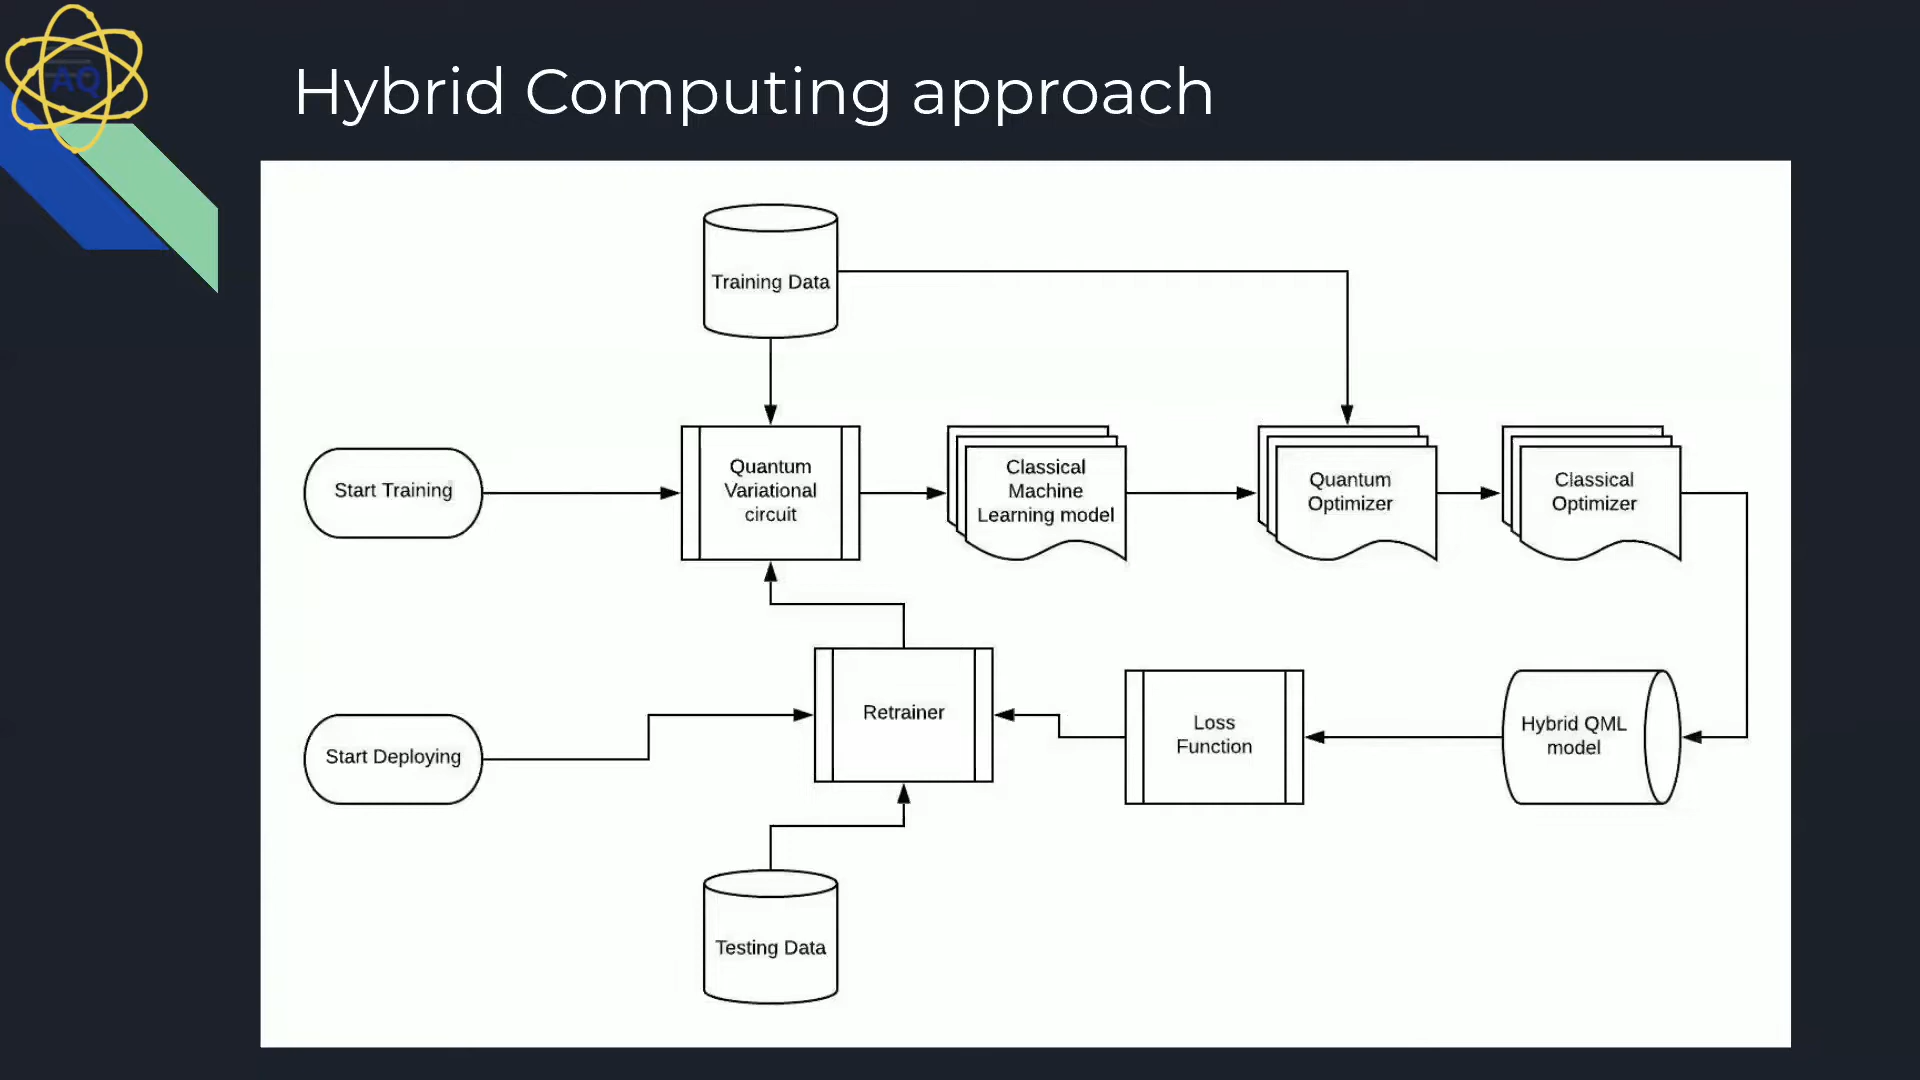 AQ
Hybrid Computing approach
Training Data
Start Training
Quantum
Variational
circuit
Classical
Machine
Learning model
Quantum
Optimizer
Classical
Optimizer
Start Deploying
Retrainer
Loss
Function
Hybrid QML
model
Testing Data